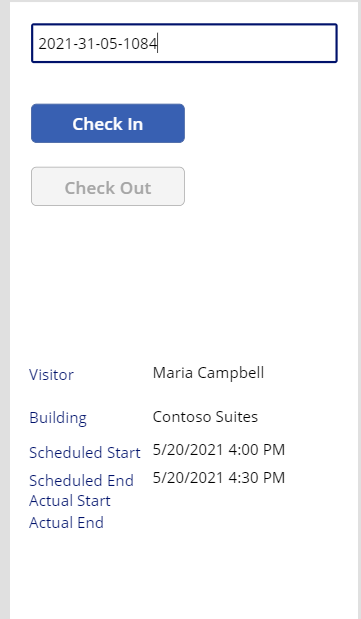 2021-31-05-1084
Check In
Check Out
Visitor Maria Campbell
Building Contoso Suites
Scheduled Start 5/20/2021 4:00 PM
Scheduled End 5/20/2021 4:30 PM
Actual Start
Actual End